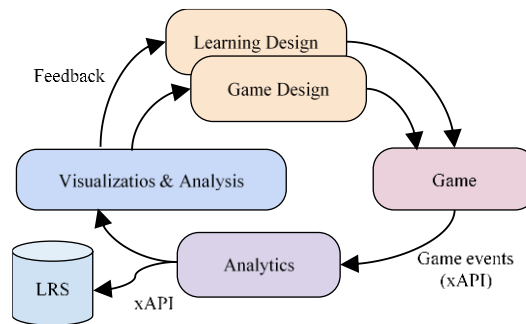 Learning Design
Feedback
Game Design
Visualizatios & Analysis
Game
Analytics
Game events
(xAPI)
LRS
xAPI